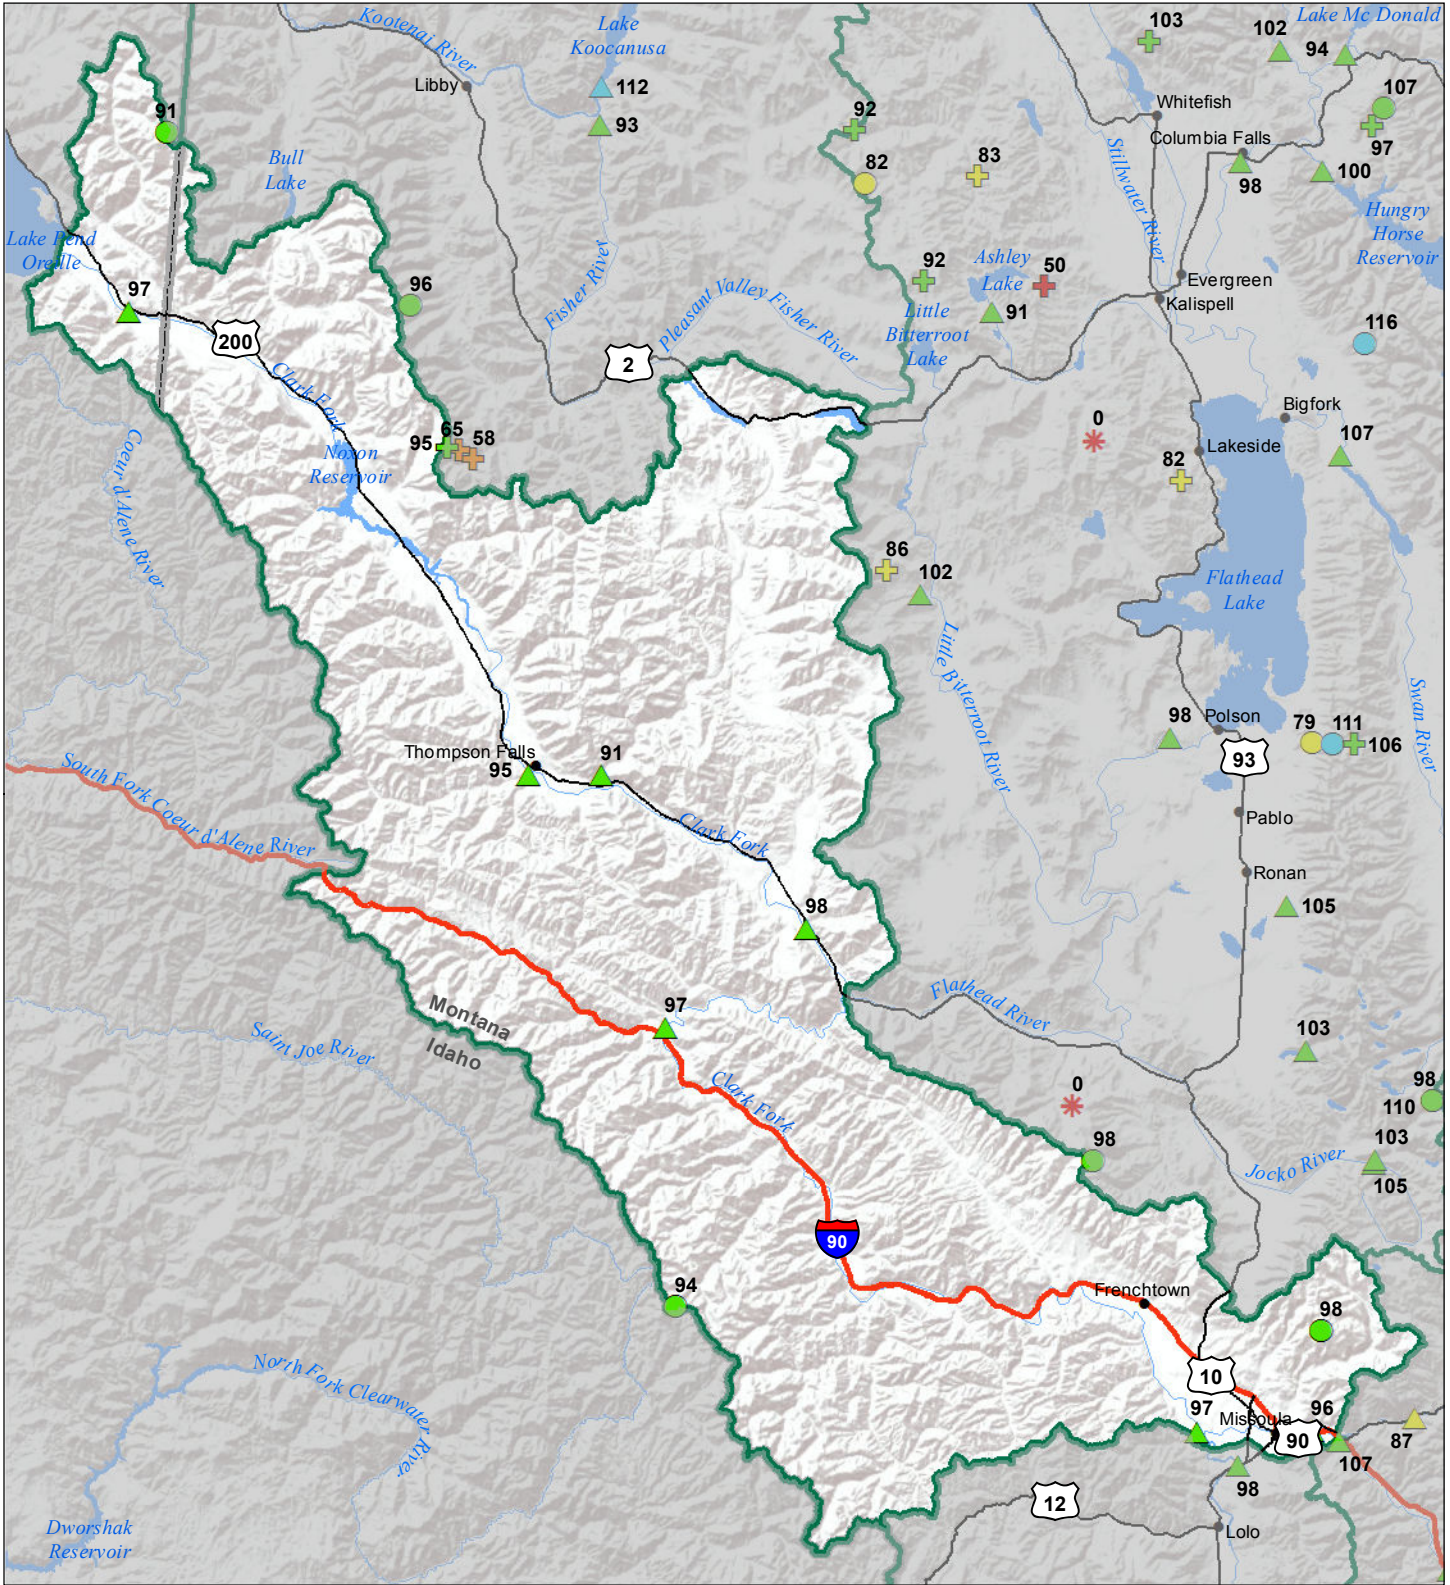 Kootenai River
Lake
Koocanusa
103
102
Lake Mc Donald
94
Libby
112
93
91
92
Whitefish
Columbia Falls
107
97
98
100
Bull
Lake
82
83
Stillwater River
Hungry
Horse
Reservoir
Lake Pend
Oreille
97
200
96
Fisher River
Pleasant Valley Fisher River
92
Ashley
Lake
50
91
Little
Bitterroot
Lake
Evergreen
Kalispell
116
2
Clark Fork
Noxon
Reservoir
95
65
58
0
Bigfork
Lakeside
107
82
Coeur d'Alene River
86
102
Flathead
Lake
Little Bitterroot River
Swan River
98
Polson
79
111
106
93
Thompson Falls
95
91
Clark Fork
Pablo
South Fork Coeur d'Alene River
Ronan
105
98
Flathead River
Montana
Idaho
97
Saint Joe River
103
Clark Fork
0
98
98
110
103
105
Jocko River
90
94
Frenchtown
98
North Fork Clearwater
River
10
97
Missoula
96
90
87
107
98
12
Lolo
Dworshak
Reservoir